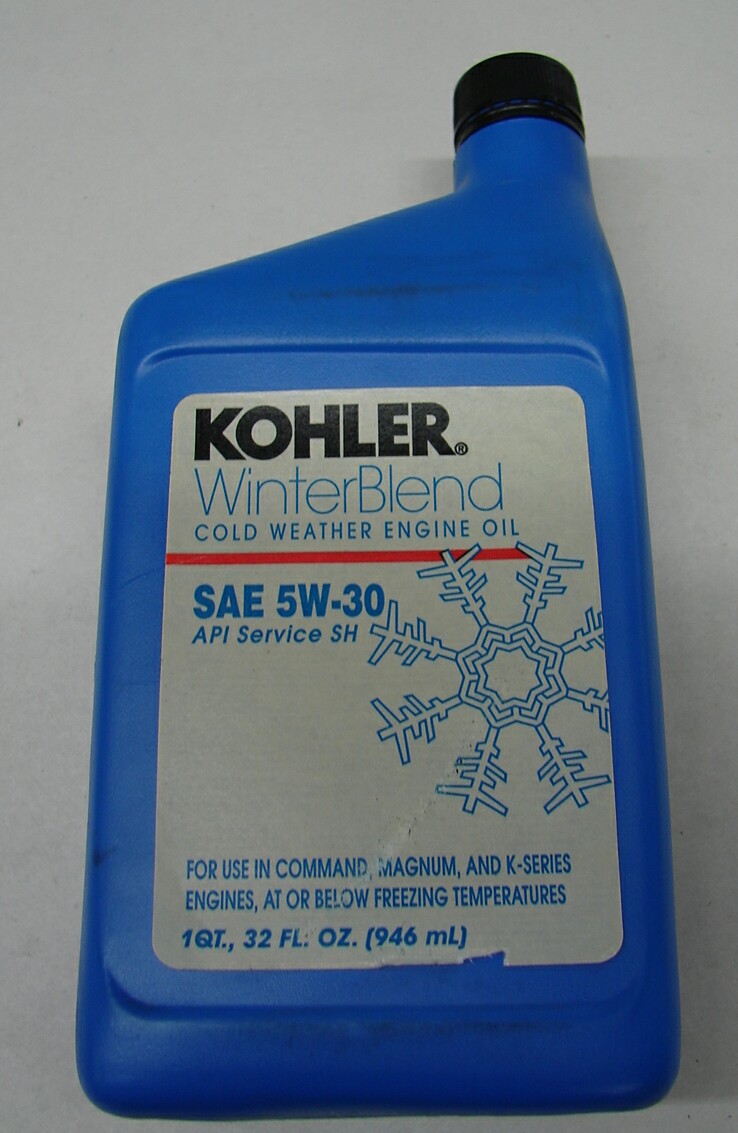 KOHLER®
WinterBlend
COLD WEATHER ENGINE OIL
SAE 5W-30
API Service SH
FOR USE IN COMMAND, MAGNUM, AND K-SERIES
ENGINES, AT OR BELOW FREEZING TEMPERATURES
1QT., 32 FL. OZ. (946 mL)